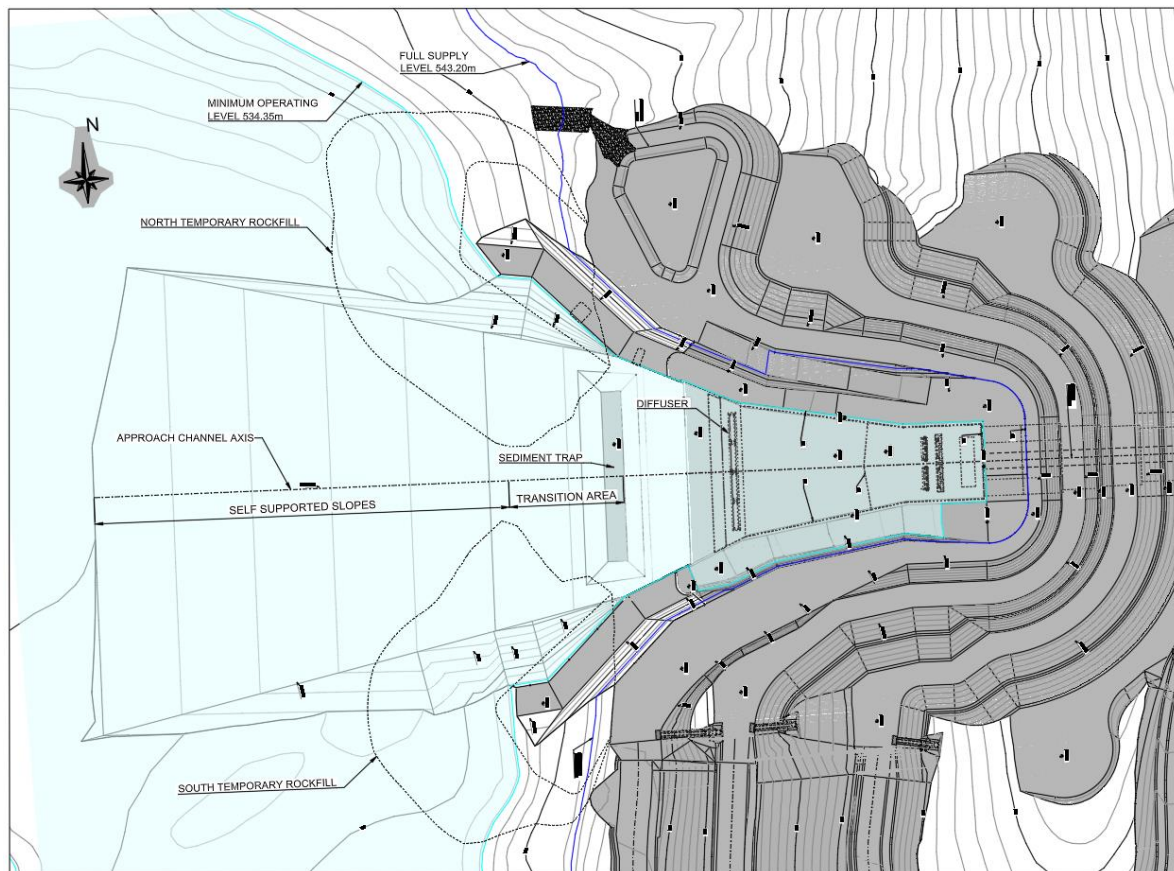 FULL SUPPLY
LEVEL 543.20m
MINIMUM OPERATING
LEVEL 534.35m
N
NORTH TEMPORARY ROCKFILL
DIFFUSER
APPROACH CHANNEL AXIS
SEDIMENT TRAP
TRANSITION AREA
SELF SUPPORTED SLOPES
SOUTH TEMPORARY ROCKFILL